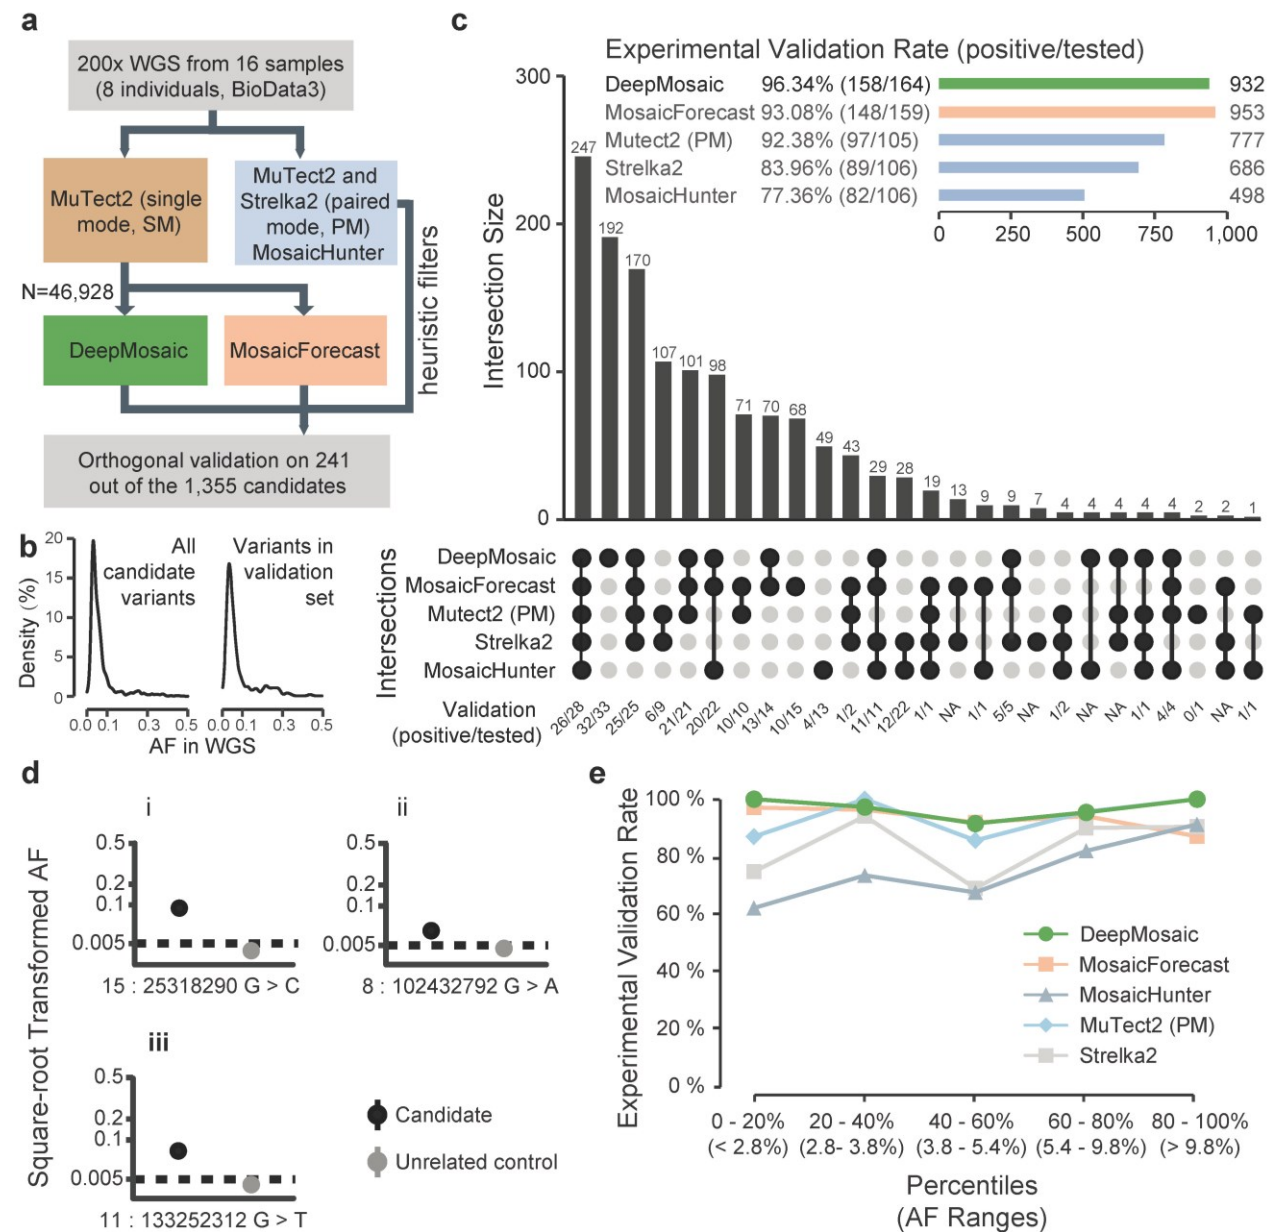 a
200x WGS from 16 samples
(8 individuals, BioData3)
MuTect2 (single
mode, SM)
MuTect2 and
Strelka2 (paired
mode, PM)
MosaicHunter
N=46,928
DeepMosaic
MosaicForecast
heuristic filters
Orthogonal validation on 241
out of the 1,355 candidates
b
Density (%)
20
15
10
5
0
All
candidate
variants
Variants in
validation
set
0.0 0.1 0.3 0.5
0.0 0.1 0.3 0.5
AF in WGS
c
Experimental Validation Rate (positive/tested)
DeepMosaic 96.34% (158/164) 932
MosaicForecast 93.08% (148/159) 953
Mutect2 (PM) 92.38% (97/105) 777
Strelka2 83.96% (89/106) 686
MosaicHunter 77.36% (82/106) 498
0 250 500 750 1,000
Intersection Size
300
200
100
0
247 192 170 107 101 98 71 70 68 49 43 29 28 19 13 9 9 7 4 4 4 4 4 2 2 1
Intersections
DeepMosaic
MosaicForecast
Mutect2 (PM)
Strelka2
MosaicHunter
Validation
(positive/tested)
26/28 32/33 25/25 6/9 21/21 20/22 10/10 13/14 10/15 4/13 1/2 11/11 12/22 1/1 NA 1/1 5/5 NA 1/2 NA NA 1/1 4/4 0/1 NA 1/1
d
Square-root Transformed AF
i
0.5
0.2
0.1
0.005
15 : 25318290 G > C
ii
0.5
0.2
0.1
0.005
8 : 102432792 G > A
iii
0.5
0.2
0.1
0.005
11 : 133252312 G > T
Candidate
Unrelated control
e
Experimental Validation Rate
100 %
80 %
60 %
40 %
20 %
0 %
DeepMosaic
MosaicForecast
MosaicHunter
MuTect2 (PM)
Strelka2
0 - 20% 20 - 40% 40 - 60% 60 - 80% 80 - 100%
(< 2.8%) (2.8- 3.8%) (3.8 - 5.4%) (5.4 - 9.8%) (> 9.8%)
Percentiles
(AF Ranges)